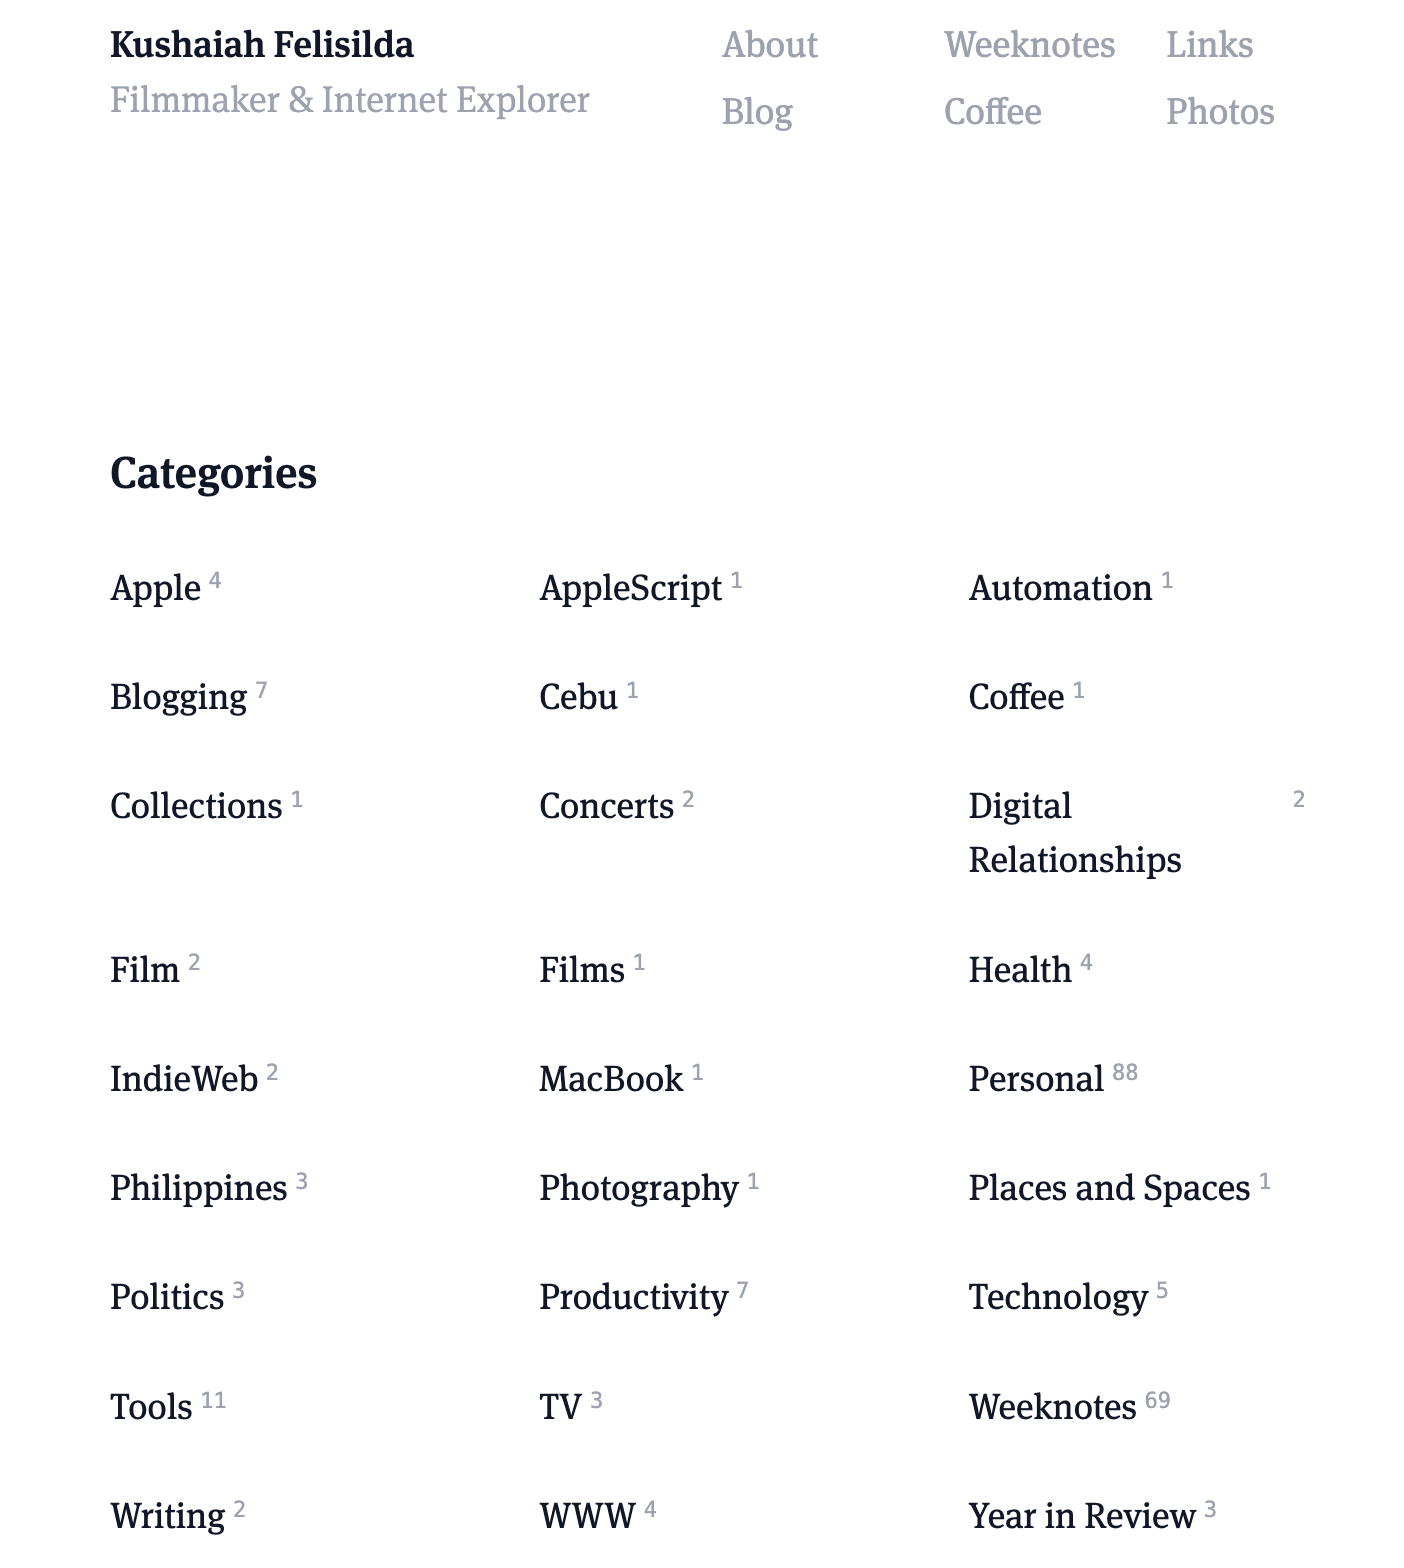 Kushaiah Felisilda
Filmmaker & Internet Explorer
About Weeknotes Links
Blog Coffee Photos
Categories
Apple 4 AppleScript 1 Automation 1
Blogging 7 Cebu 1 Coffee 1
Collections 1 Concerts 2 Digital 2
Relationships
Film 2 Films 1 Health 4
IndieWeb 2 MacBook 1 Personal 88
Philippines 3 Photography 1 Places and Spaces 1
Politics 3 Productivity 7 Technology 5
Tools 11 TV 3 Weeknotes 69
Writing 2 WWW 4 Year in Review 3